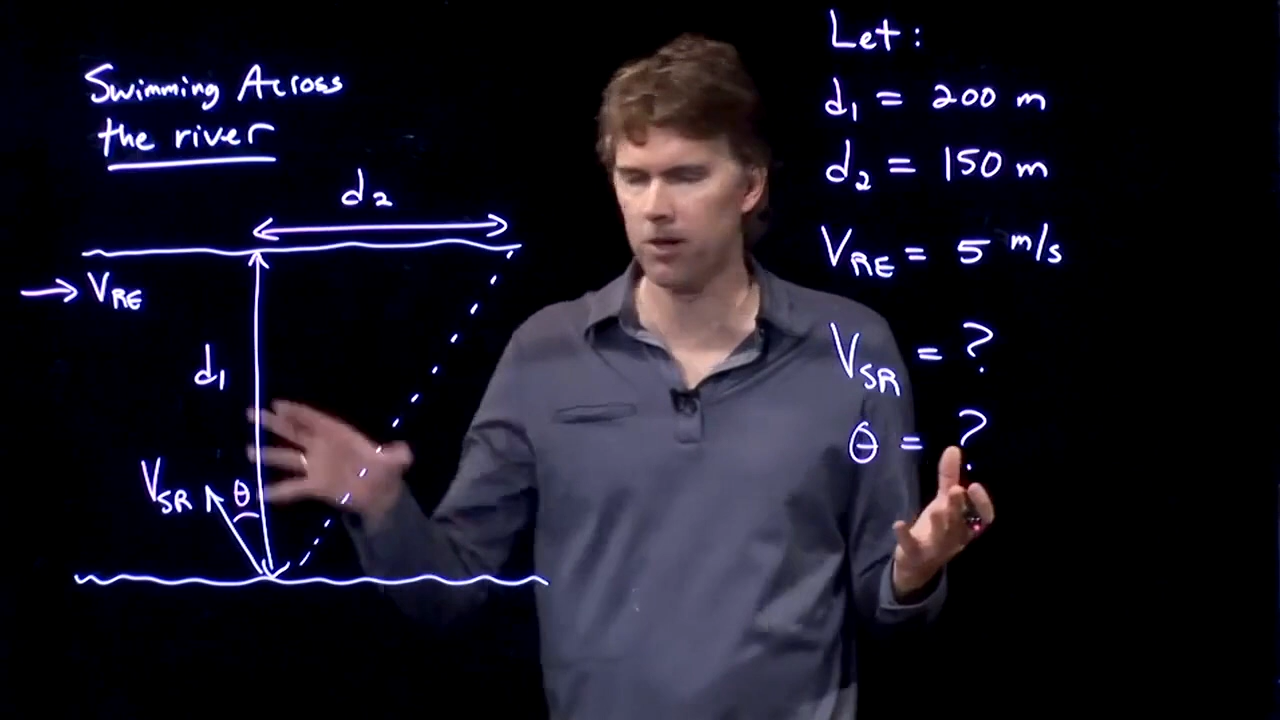 Swimming Across
the river
d₂
V_RE
d₁
V_SR
θ
Let:
d₁ = 200 m
d₂ = 150 m
V_RE = 5 m/s
V_SR = ?
θ = ?